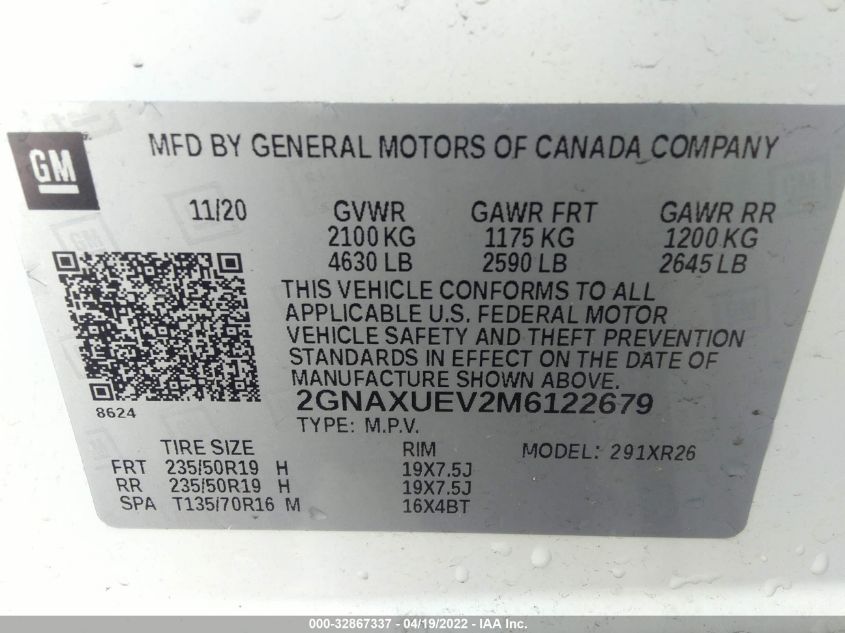 GM
MFD BY GENERAL MOTORS OF CANADA COMPANY
11/20 GVWR GAWR FRT GAWR RR
2100 KG 1175 KG 1200 KG
4630 LB 2590 LB 2645 LB
THIS VEHICLE CONFORMS TO ALL
APPLICABLE U.S. FEDERAL MOTOR
VEHICLE SAFETY AND THEFT PREVENTION
STANDARDS IN EFFECT ON THE DATE OF
MANUFACTURE SHOWN ABOVE.
8624
2GNAXUEV2M6122679
TYPE: M.P.V.
TIRE SIZE RIM MODEL: 291XR26
FRT 235/50R19 H 19X7.5J
RR 235/50R19 H 19X7.5J
SPA T135/70R16 M 16X4BT
000-32867337 - 04/19/2022 - IAA Inc.